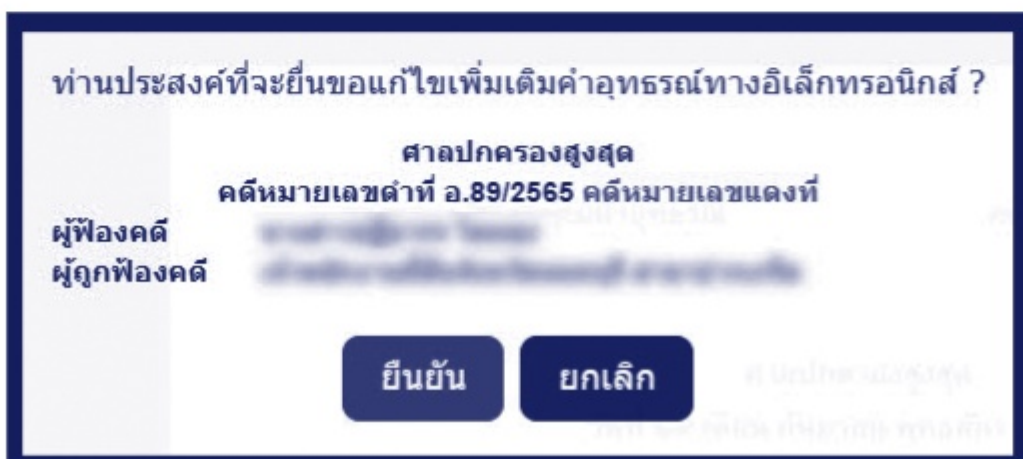 ท่านประสงค์ที่จะยื่นขอแก้ไขเพิ่มเติมคำอุทธรณ์ทางอิเล็กทรอนิกส์ ?
ศาลปกครองสูงสุด
คดีหมายเลขดำที่ อ.89/2565 คดีหมายเลขแดงที่
ผู้ฟ้องคดี
ผู้ถูกฟ้องคดี
ยืนยัน ยกเลิก